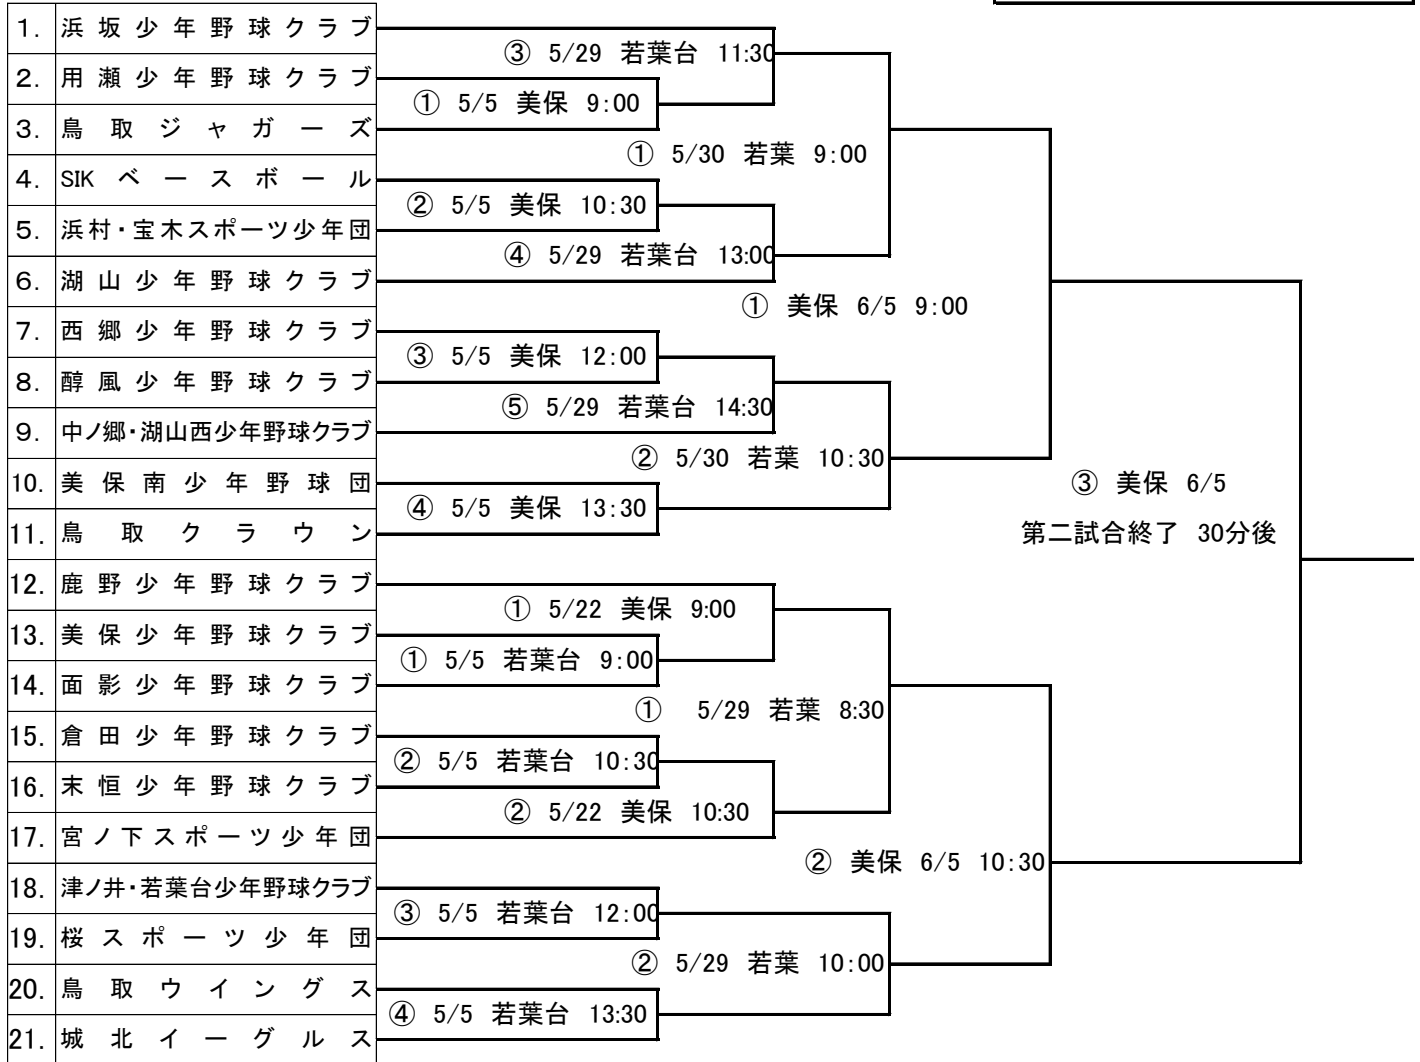 1. 浜坂少年野球クラブ
③ 5/29 若葉台 11:30
2. 用瀬少年野球クラブ
① 5/5 美保 9:00
3. 鳥取ジャガーズ
① 5/30 若葉 9:00
4. SIKベースボール
② 5/5 美保 10:30
5. 浜村・宝木スポーツ少年団
④ 5/29 若葉台 13:00
6. 湖山少年野球クラブ
① 美保 6/5 9:00
7. 西郷少年野球クラブ
③ 5/5 美保 12:00
8. 醇風少年野球クラブ
⑤ 5/29 若葉台 14:30
9. 中ノ郷・湖山西少年野球クラブ
② 5/30 若葉 10:30
10. 美保南少年野球団
③ 美保 6/5
④ 5/5 美保 13:30
11. 鳥取クラウン
第二試合終了 30分後
12. 鹿野少年野球クラブ
① 5/22 美保 9:00
13. 美保少年野球クラブ
① 5/5 若葉台 9:00
14. 面影少年野球クラブ
① 5/29 若葉 8:30
15. 倉田少年野球クラブ
② 5/5 若葉台 10:30
16. 末恒少年野球クラブ
② 5/22 美保 10:30
17. 宮ノ下スポーツ少年団
② 美保 6/5 10:30
18. 津ノ井・若葉台少年野球クラブ
③ 5/5 若葉台 12:00
19. 桜スポーツ少年団
② 5/29 若葉 10:00
20. 鳥取ウイングス
④ 5/5 若葉台 13:30
21. 城北イーグルス